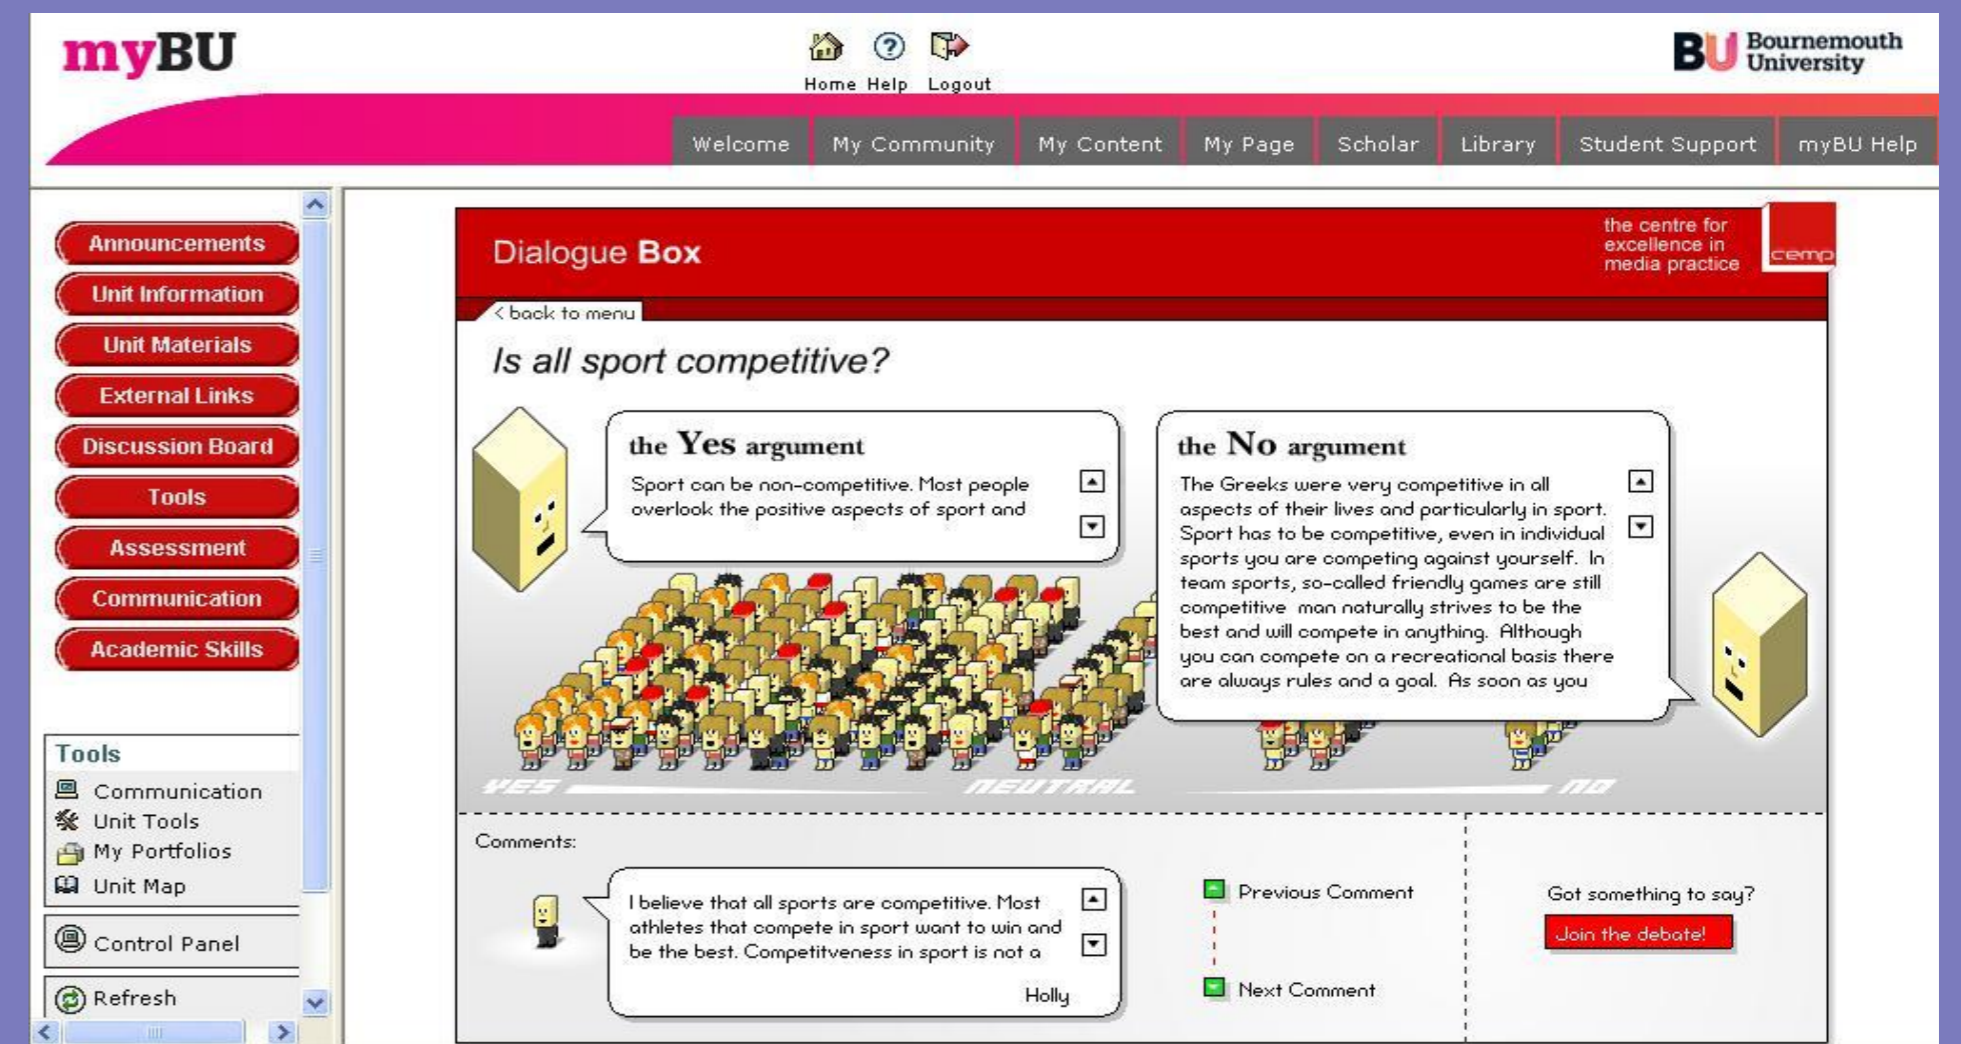 myBU
Home Help Logout
BU Bournemouth
University
Welcome My Community My Content My Page Scholar Library Student Support myBU Help
Announcements
Unit Information
Unit Materials
External Links
Discussion Board
Tools
Assessment
Communication
Academic Skills
Tools
Communication
Unit Tools
My Portfolios
Unit Map
Control Panel
Refresh
Dialogue Box
the centre for
excellence in
media practice
cemp
< back to menu
Is all sport competitive?
the Yes argument
Sport can be non-competitive. Most people
overlook the positive aspects of sport and
the No argument
The Greeks were very competitive in all
aspects of their lives and particularly in sport.
Sport has to be competitive, even in individual
sports you are competing against yourself. In
team sports, so-called friendly games are still
competitive man naturally strives to be the
best and will compete in anything. Although
you can compete on a recreational basis there
are always rules and a goal. As soon as you
YES NEUTRAL NO
Comments:
I believe that all sports are competitive. Most
athletes that compete in sport want to win and
be the best. Competitveness in sport is not a
Holly
Previous Comment
Next Comment
Got something to say?
Join the debate!